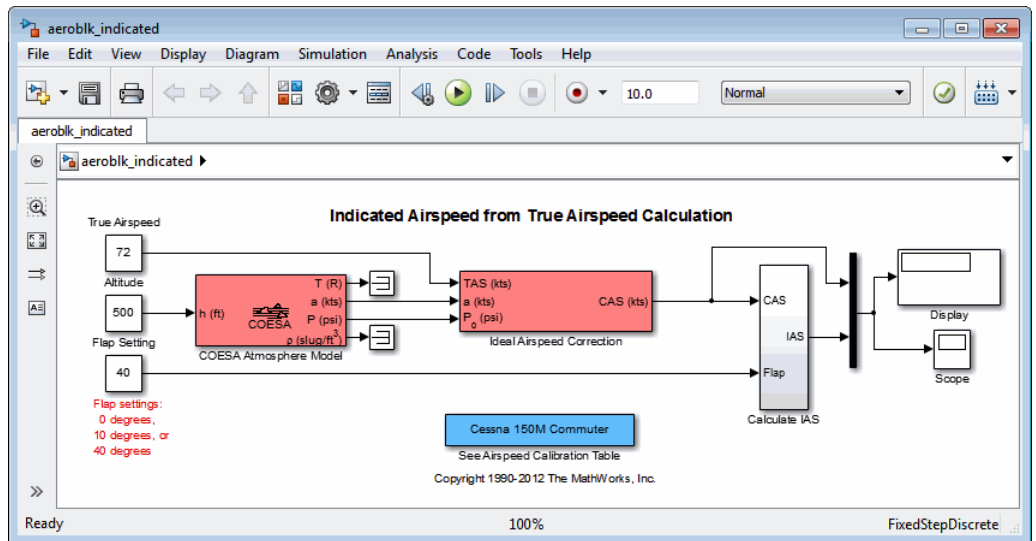 aeroblk_indicated
File Edit View Display Diagram Simulation Analysis Code Tools Help
10.0
Normal
aeroblk_indicated
aeroblk_indicated
Indicated Airspeed from True Airspeed Calculation
True Airspeed
72
Altitude
500
Flap Setting
40
Flap settings:
0 degrees,
10 degrees, or
40 degrees
h (ft)
COESA
T (R)
a (kts)
P (psi)
ρ (slug/ft³)
COESA Atmosphere Model
TAS (kts)
a (kts)
P₀ (psi)
CAS (kts)
Ideal Airspeed Correction
CAS
IAS
Flap
Calculate IAS
Display
Scope
Cessna 150M Commuter
See Airspeed Calibration Table
Copyright 1990-2012 The MathWorks, Inc.
Ready
100%
FixedStepDiscrete